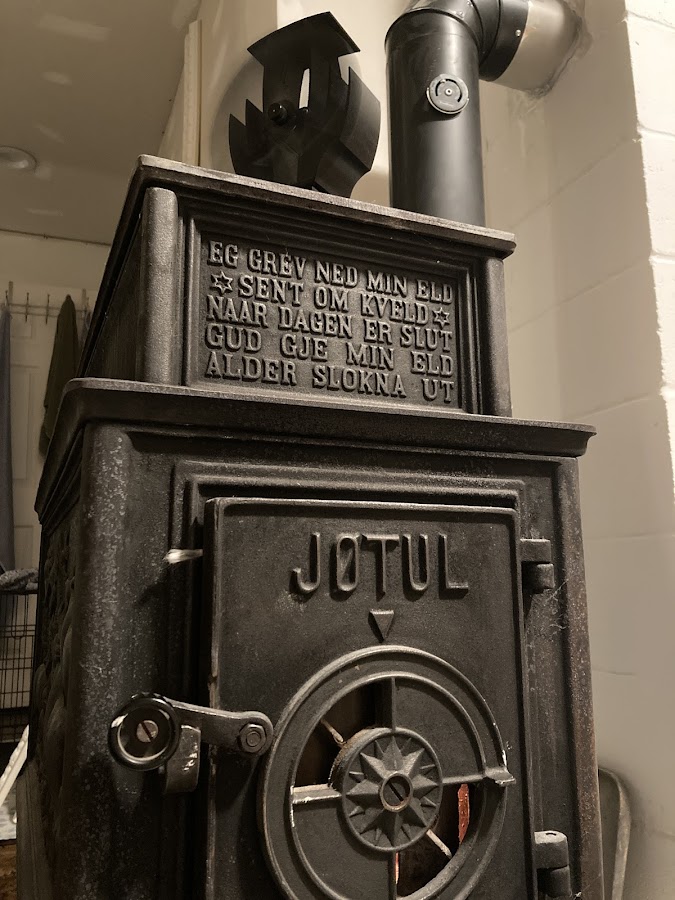 EG GREV NED MIN ELD
SENT OM KVELD
NAAR DAGEN ER SLUT
GUD GJE MIN ELD
ALDER SLOKNA UT
JØTUL